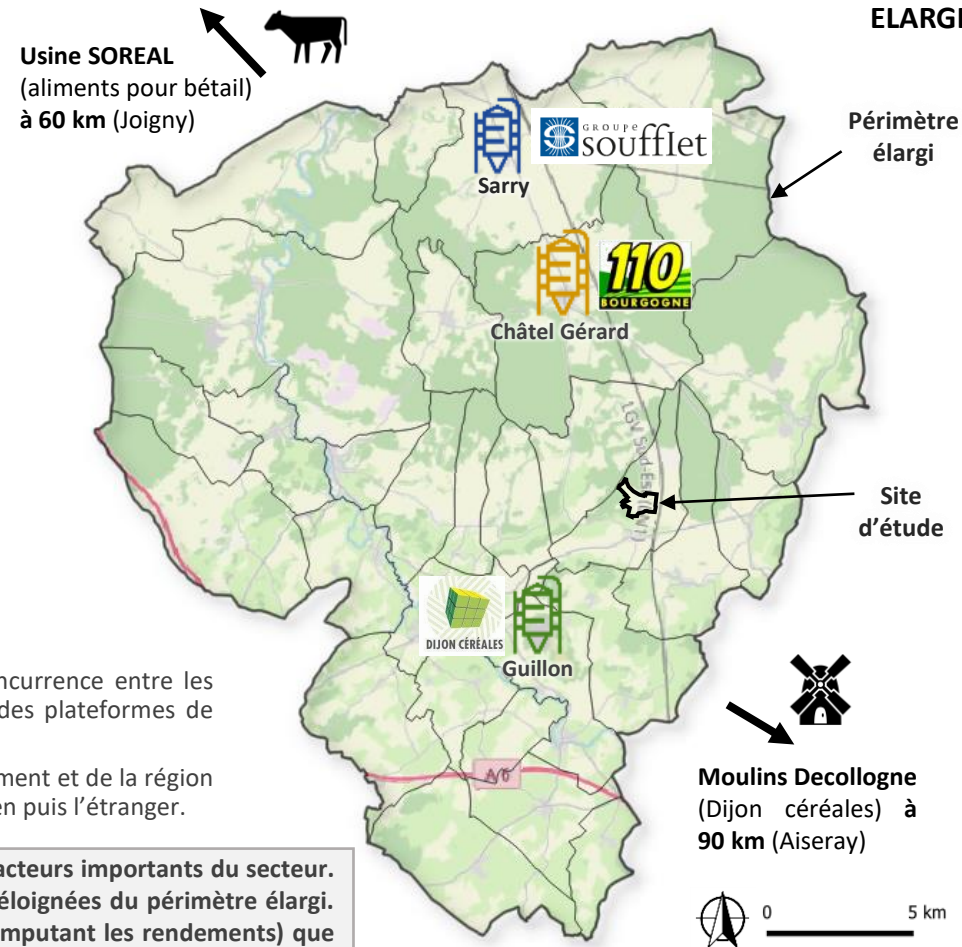 ELARGI
Usine SOREAL
(aliments pour bétail)
à 60 km (Joigny)
GROUPE
soufflet
Sarry
Périmètre
élargi
110
BOURGOGNE
Châtel Gérard
LGV Sud-Est
Site
d'étude
DIJON CÉRÉALES
Guillon
ncurrence entre les
des plateformes de
ment et de la région
en puis l'étranger.
A 6
Moulins Decollogne
(Dijon céréales) à
90 km (Aiseray)
acteurs importants du secteur.
éloignées du périmètre élargi.
mputant les rendements) que
0 5 km